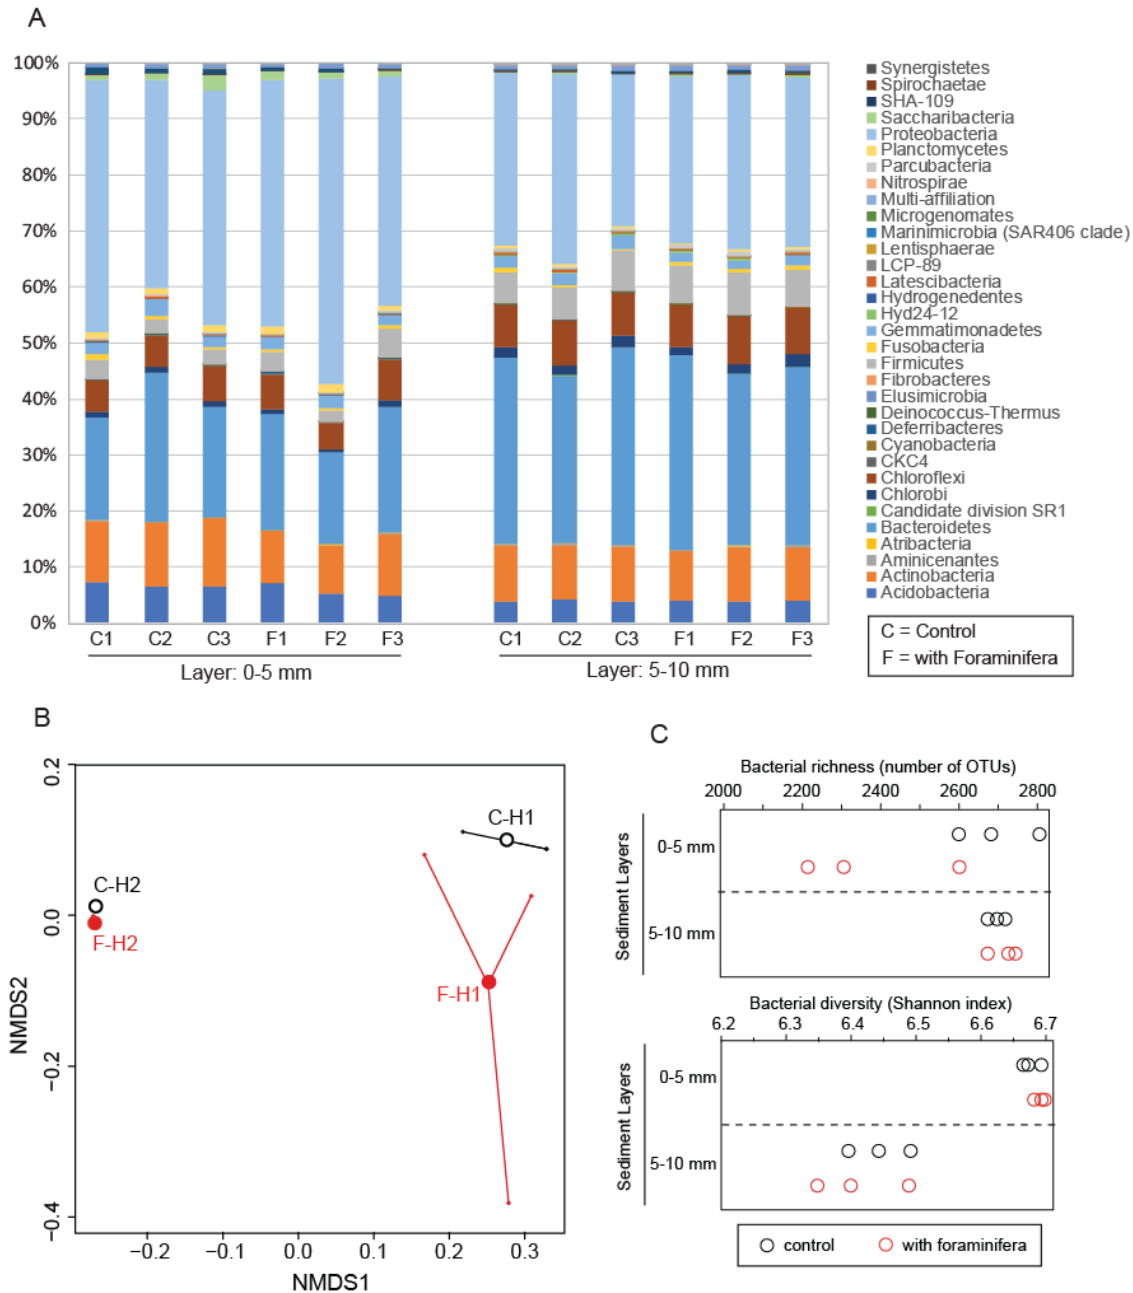 A
100%
90%
80%
70%
60%
50%
40%
30%
20%
10%
0%
C1 C2 C3 F1 F2 F3 C1 C2 C3 F1 F2 F3
Layer: 0-5 mm Layer: 5-10 mm
Synergistetes
Spirochaetae
SHA-109
Saccharibacteria
Proteobacteria
Planctomycetes
Parcubacteria
Nitrospirae
Multi-affiliation
Microgenomates
Marinimicrobia (SAR406 clade)
Lentisphaerae
LCP-89
Latescibacteria
Hydrogenedentes
Hyd24-12
Gemmatimonadetes
Fusobacteria
Firmicutes
Fibrobacteres
Elusimicrobia
Deinococcus-Thermus
Deferribacteres
Cyanobacteria
CKC4
Chloroflexi
Chlorobi
Candidate division SR1
Bacteroidetes
Atribacteria
Aminicenantes
Actinobacteria
Acidobacteria
C = Control
F = with Foraminifera
B
0.2
0.0
−0.2
−0.4
NMDS2
C-H1
C-H2
F-H2
F-H1
−0.2 −0.1 0.0 0.1 0.2 0.3
NMDS1
C
Bacterial richness (number of OTUs)
2000 2200 2400 2600 2800
Sediment Layers
0-5 mm
5-10 mm
Bacterial diversity (Shannon index)
6.2 6.3 6.4 6.5 6.6 6.7
Sediment Layers
0-5 mm
5-10 mm
control with foraminifera